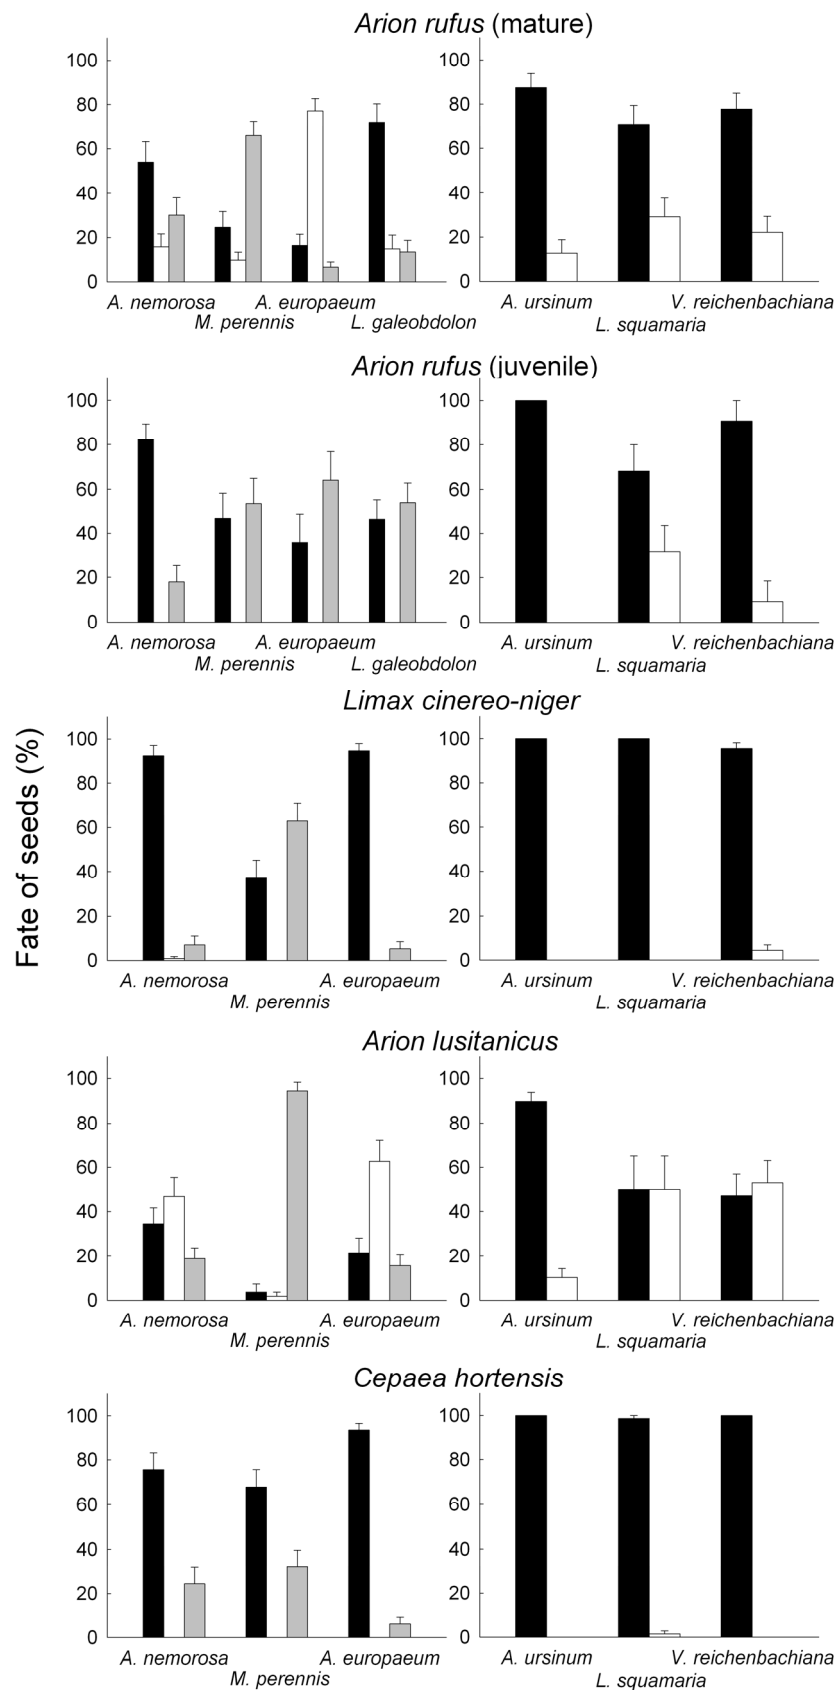 Fate of seeds (%)
Arion rufus (mature)
100
80
60
40
20
0
A. nemorosa
M. perennis
A. europaeum
L. galeobdolon
100
80
60
40
20
0
A. ursinum
L. squamaria
V. reichenbachiana
Arion rufus (juvenile)
100
80
60
40
20
0
A. nemorosa
M. perennis
A. europaeum
L. galeobdolon
100
80
60
40
20
0
A. ursinum
L. squamaria
V. reichenbachiana
Limax cinereo-niger
100
80
60
40
20
0
A. nemorosa
M. perennis
A. europaeum
100
80
60
40
20
0
A. ursinum
L. squamaria
V. reichenbachiana
Arion lusitanicus
100
80
60
40
20
0
A. nemorosa
M. perennis
A. europaeum
100
80
60
40
20
0
A. ursinum
L. squamaria
V. reichenbachiana
Cepaea hortensis
100
80
60
40
20
0
A. nemorosa
M. perennis
A. europaeum
100
80
60
40
20
0
A. ursinum
L. squamaria
V. reichenbachiana